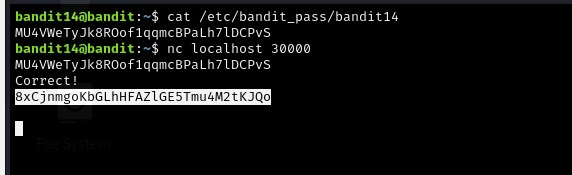 bandit14@bandit:~$ cat /etc/bandit_pass/bandit14
MU4VWeTyJk8ROof1qqmcBPaLh7lDCPvS
bandit14@bandit:~$ nc localhost 30000
MU4VWeTyJk8ROof1qqmcBPaLh7lDCPvS
Correct!
8xCjnmgoKbGLhHFAZlGE5Tmu4M2tKJQo
File System